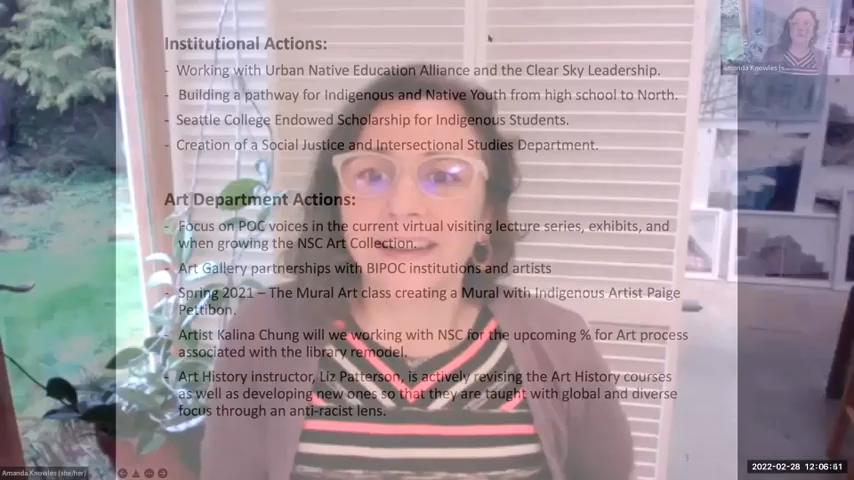 Institutional Actions:
- Working with Urban Native Education Alliance and the Clear Sky Leadership.
- Building a pathway for Indigenous and Native Youth from high school to North.
- Seattle College Endowed Scholarship for Indigenous Students.
- Creation of a Social Justice and Intersectional Studies Department.
Art Department Actions:
- Focus on POC voices in the current virtual visiting lecture series, exhibits, and
when growing the NSC Art Collection.
- Art Gallery partnerships with BIPOC institutions and artists
- Spring 2021 – The Mural Art class creating a Mural with Indigenous Artist Paige
Pettibon.
- Artist Kalina Chung will we working with NSC for the upcoming % for Art process
associated with the library remodel.
- Art History instructor, Liz Patterson, is actively revising the Art History courses
as well as developing new ones so that they are taught with global and diverse
focus through an anti-racist lens.
Amanda Knowles (s
Amanda Knowles (she/her)
2022-02-28 12:06:51